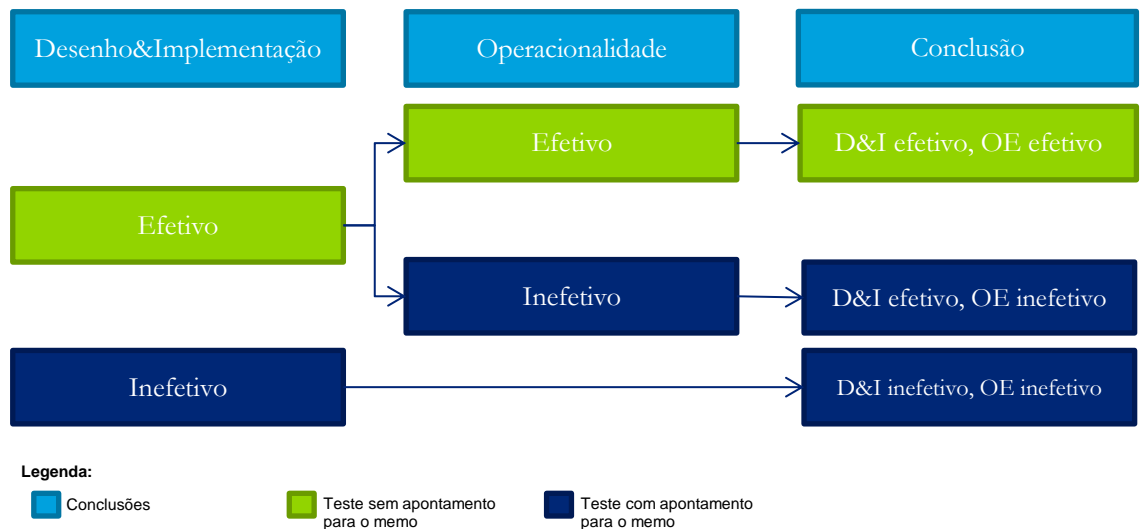 Desenho&Implementação
Operacionalidade
Conclusão
Efetivo
D&I efetivo, OE efetivo
Efetivo
Inefetivo
D&I efetivo, OE inefetivo
Inefetivo
D&I inefetivo, OE inefetivo
Legenda:
Conclusões
Teste sem apontamento
para o memo
Teste com apontamento
para o memo